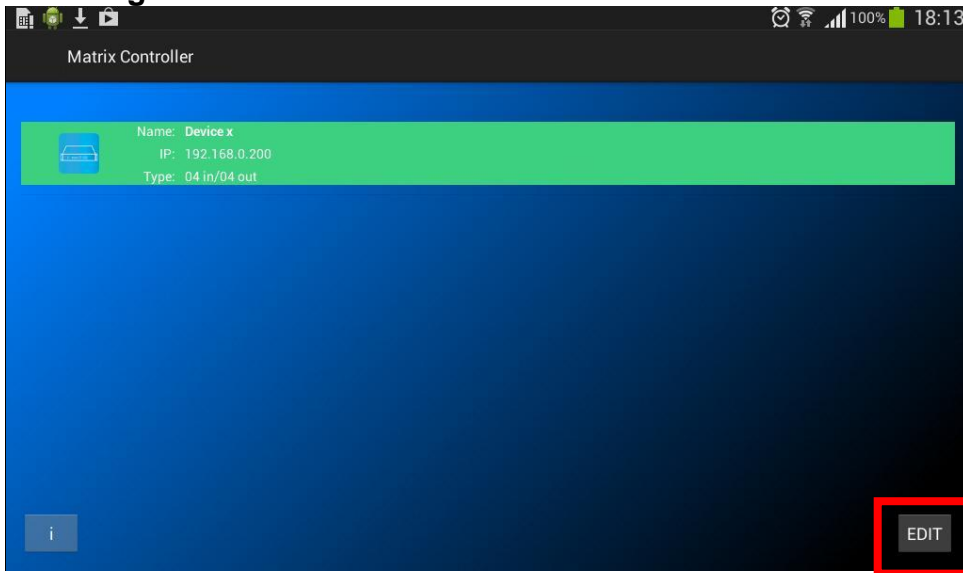 100% 18:13
Matrix Controller
Name: Device x
IP: 192.168.0.200
Type: 04 in/04 out
i
EDIT